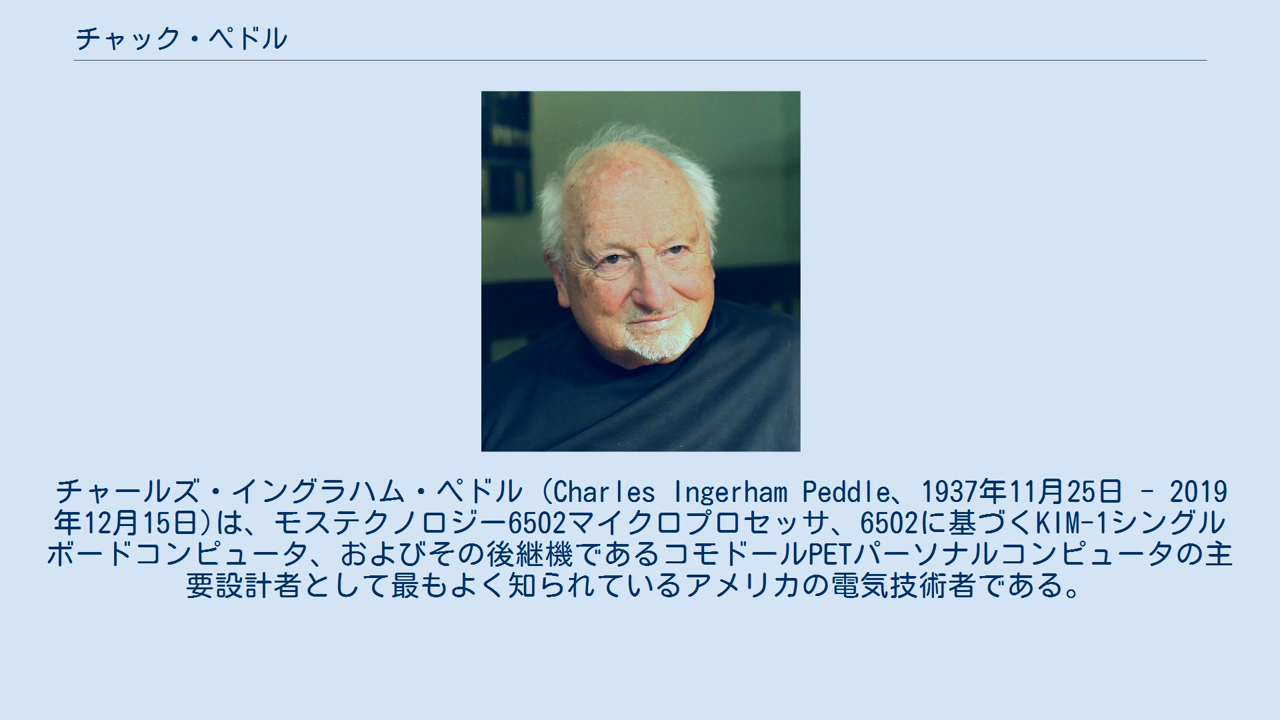 チャック・ペドル
チャールズ・イングラハム・ペドル (Charles Ingerham Peddle、1937年11月25日 - 2019
年12月15日)は、モステクノロジー6502マイクロプロセッサ、6502に基づくKIM-1シングル
ボードコンピュータ、およびその後継機であるコモドールPETパーソナルコンピュータの主
要設計者として最もよく知られているアメリカの電気技術者である。